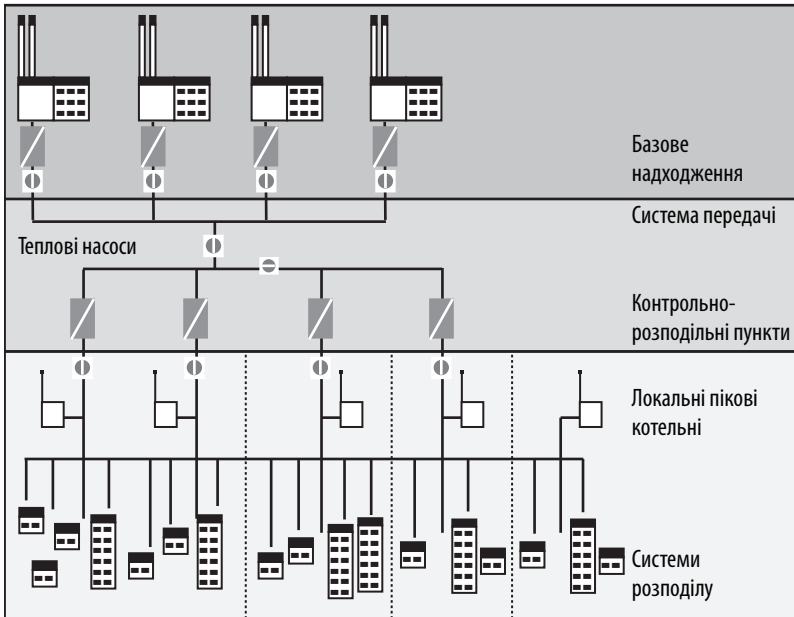 Базове
надходження
Система передачі
Теплові насоси
Контрольно-
розподільні пункти
Локальні пікові
котельні
Системи
розподілу